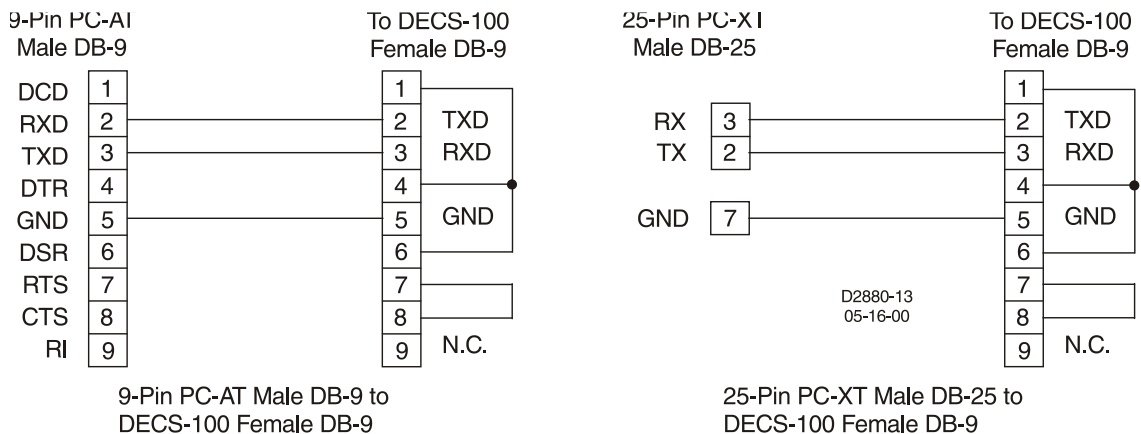 9-Pin PC-AT
Male DB-9
To DECS-100
Female DB-9
DCD 1 1
RXD 2 2 TXD
TXD 3 3 RXD
DTR 4 4
GND 5 5 GND
DSR 6 6
RTS 7 7
CTS 8 8
RI 9 9 N.C.
9-Pin PC-AT Male DB-9 to
DECS-100 Female DB-9
25-Pin PC-XT
Male DB-25
To DECS-100
Female DB-9
1
RX 3 2 TXD
TX 2 3 RXD
4
GND 7 5 GND
6
7
8
9 N.C.
D2880-13
05-16-00
25-Pin PC-XT Male DB-25 to
DECS-100 Female DB-9